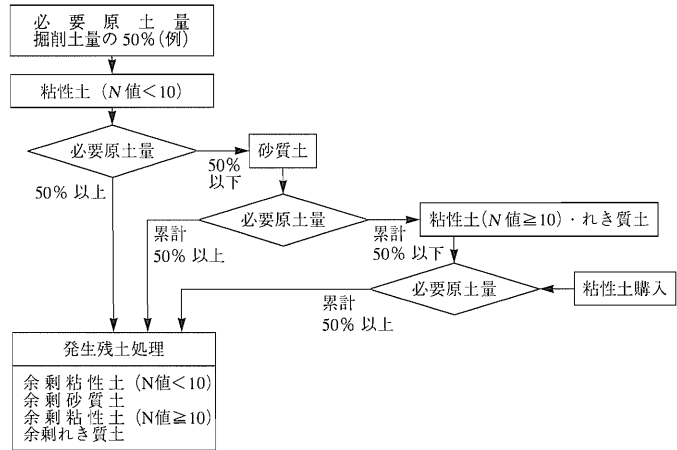 必要原土量
掘削土量の50%(例)
粘性土(N値<10)
必要原土量
50%以下
砂質土
50%以上
必要原土量
累計
50%以上
累計
50%以下
粘性土(N値≧10)・れき質土
必要原土量
粘性土購入
累計
50%以上
発生残土処理
余剰粘性土(N値<10)
余剰砂質土
余剰粘性土(N値≧10)
余剰れき質土